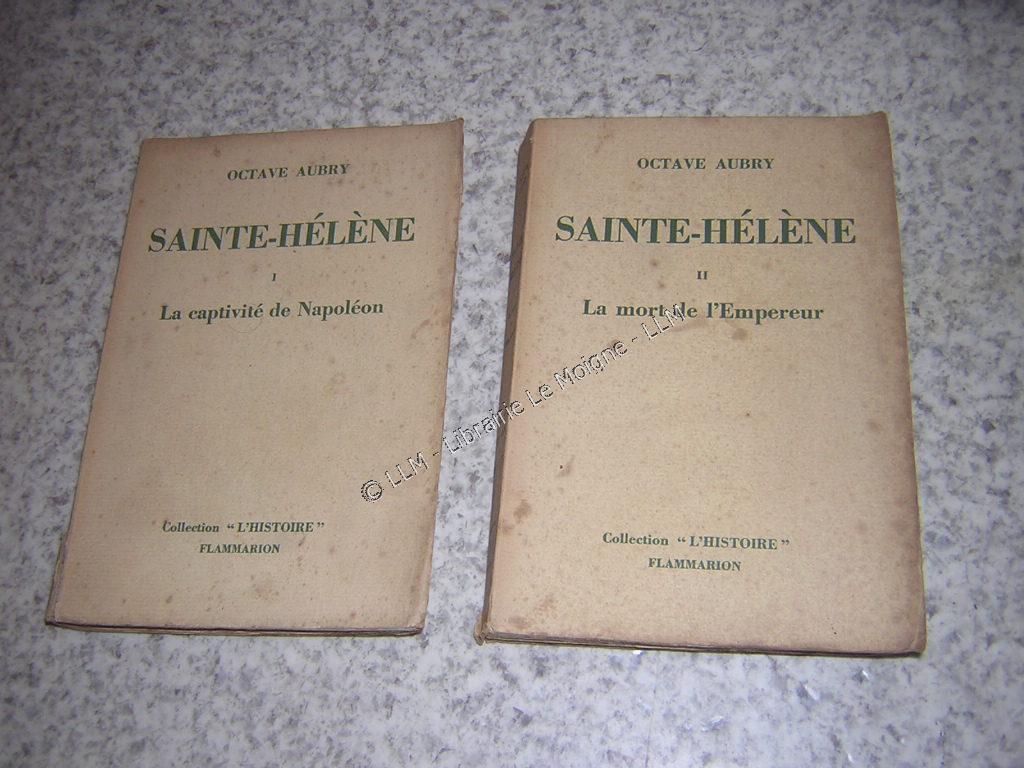 OCTAVE AUBRY
SAINTE-HÉLÈNE
I
La captivité de Napoléon
Collection "L'HISTOIRE"
FLAMMARION
OCTAVE AUBRY
SAINTE-HÉLÈNE
II
La mort de l'Empereur
Collection "L'HISTOIRE"
FLAMMARION
© LLM - Librairie Le Moigne - LLM